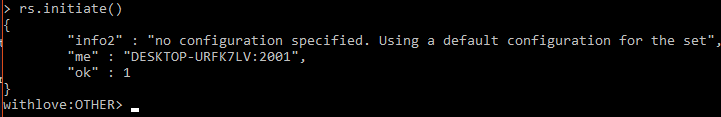 > rs.initiate()
{
"info2" : "no configuration specified. Using a default configuration for the set",
"me" : "DESKTOP-URFK7LV:2001",
"ok" : 1
}
withlove:OTHER> _